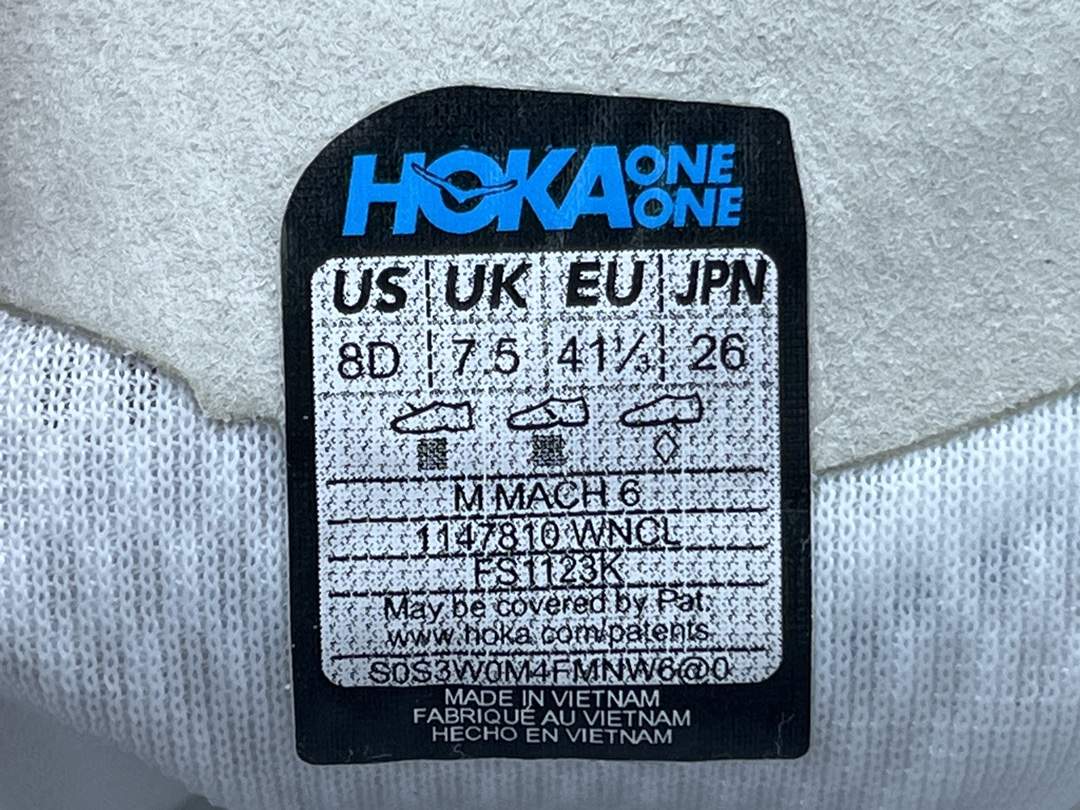 HOKA ONE ONE
US UK EU JPN
8D 7.5 41⅓ 26
M MACH 6
1147810 WNCL
FS1123K
May be covered by Pat.
www.hoka.com/patents
S0S3W0M4FMNW6@0
MADE IN VIETNAM
FABRIQUÉ AU VIETNAM
HECHO EN VIETNAM